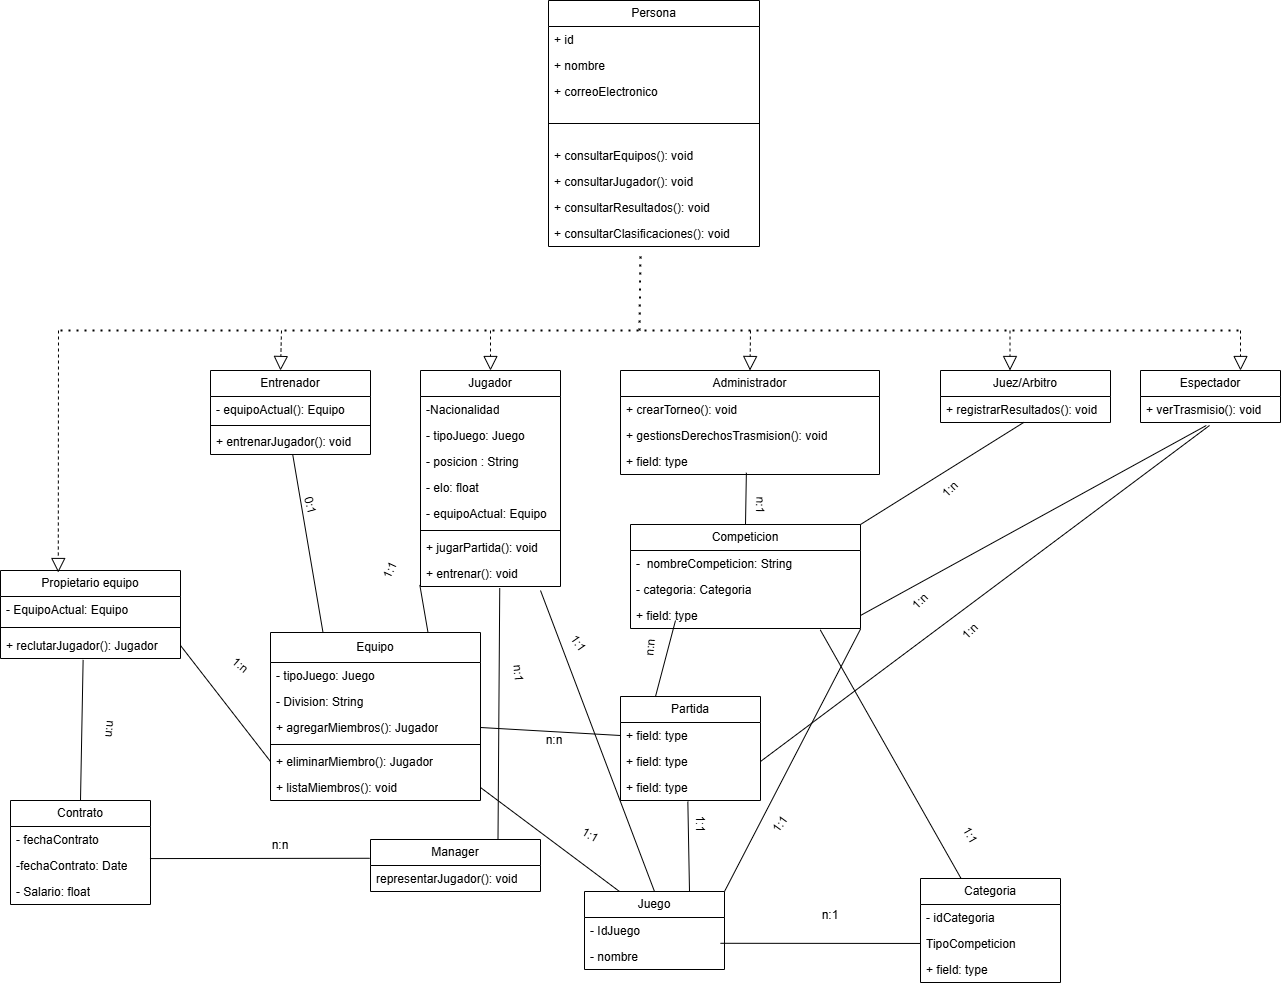 Persona
+ id
+ nombre
+ correoElectronico
+ consultarEquipos(): void
+ consultarJugador(): void
+ consultarResultados(): void
+ consultarClasificaciones(): void
Entrenador
- equipoActual(): Equipo
+ entrenarJugador(): void
Jugador
-Nacionalidad
- tipoJuego: Juego
- posicion : String
- elo: float
- equipoActual: Equipo
+ jugarPartida(): void
+ entrenar(): void
Administrador
+ crearTorneo(): void
+ gestionsDerechosTrasmision(): void
+ field: type
Juez/Arbitro
+ registrarResultados(): void
Espectador
+ verTrasmisio(): void
0:1
1:1
n:1
1:n
Competicion
- nombreCompeticion: String
- categoria: Categoria
+ field: type
Propietario equipo
- EquipoActual: Equipo
+ reclutarJugador(): Jugador
1:n
1:n
1:n
Equipo
- tipoJuego: Juego
- Division: String
+ agregarMiembros(): Jugador
+ eliminarMiembro(): Jugador
+ listaMiembros(): void
n:1
1:1
n:n
Partida
+ field: type
+ field: type
+ field: type
n:n
n:n
Contrato
- fechaContrato
-fechaContrato: Date
- Salario: float
n:n
Manager
representarJugador(): void
1:1
1:1
1:1
1:1
Juego
- IdJuego
- nombre
n:1
Categoria
- idCategoria
TipoCompeticion
+ field: type